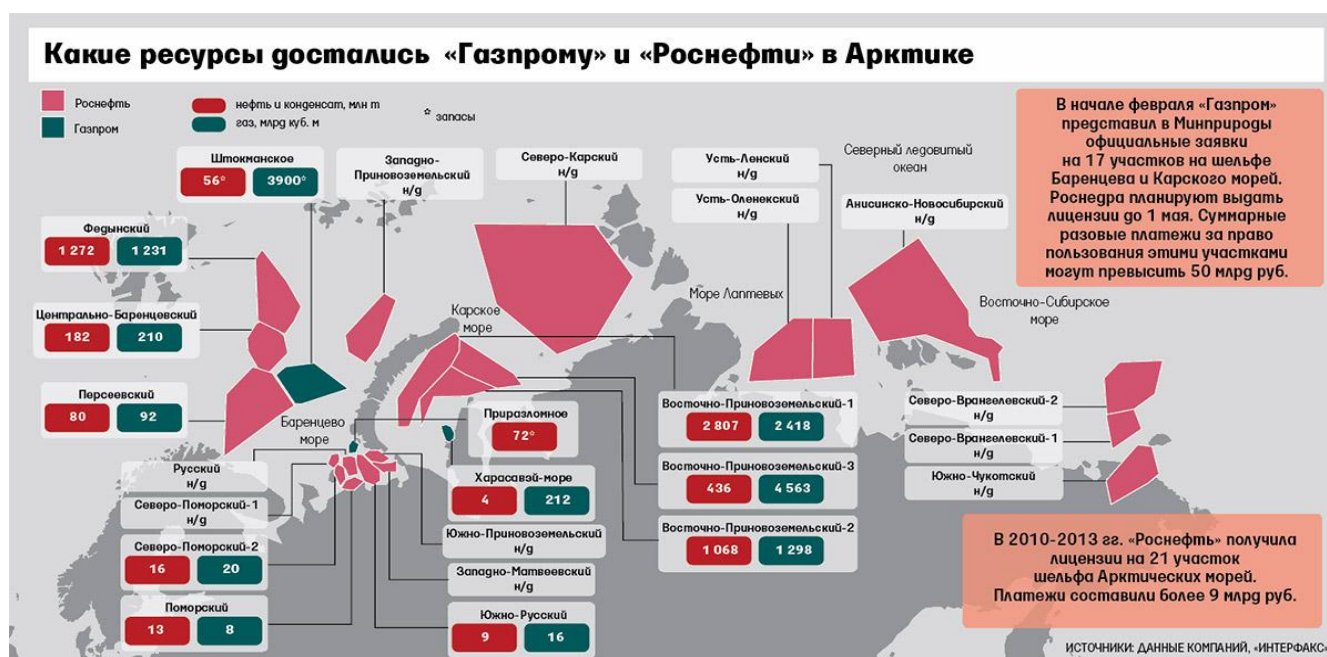 Какие ресурсы достались «Газпрому» и «Роснефти» в Арктике
Роснефть
Газпром
нефть и конденсат, млн т
газ, млрд куб. м
* запасы
В начале февраля «Газпром»
представил в Минприроды
официальные заявки
на 17 участков на шельфе
Баренцева и Карского морей.
Роснедра планируют выдать
лицензии до 1 мая. Суммарные
разовые платежи за право
пользования этими участками
могут превысить 50 млрд руб.
Штокманское
56* 3900*
Западно-
Приновоземельский
н/д
Северо-Карский
н/д
Усть-Ленский
н/д
Усть-Оленекский
н/д
Северный ледовитый
океан
Анисинско-Новосибирский
н/д
Федынский
1 272 1 231
Центрально-Баренцевский
182 210
Персеевский
80 92
Карское
море
Море Лаптевых
Восточно-Сибирское
море
Баренцево
море
Приразломное
72*
Харасавэй-море
4 212
Южно-Приновоземельский
н/д
Западно-Матвеевский
н/д
Южно-Русский
9 16
Русский
н/д
Северо-Поморский-1
н/д
Северо-Поморский-2
16 20
Поморский
13 8
Восточно-Приновоземельский-1
2 807 2 418
Восточно-Приновоземельский-3
436 4 563
Восточно-Приновоземельский-2
1 068 1 298
Северо-Врангелевский-2
н/д
Северо-Врангелевский-1
н/д
Южно-Чукотский
н/д
В 2010-2013 гг. «Роснефть» получила
лицензии на 21 участок
шельфа Арктических морей.
Платежи составили более 9 млрд руб.
ИСТОЧНИКИ: ДАННЫЕ КОМПАНИЙ, «ИНТЕРФАКС»